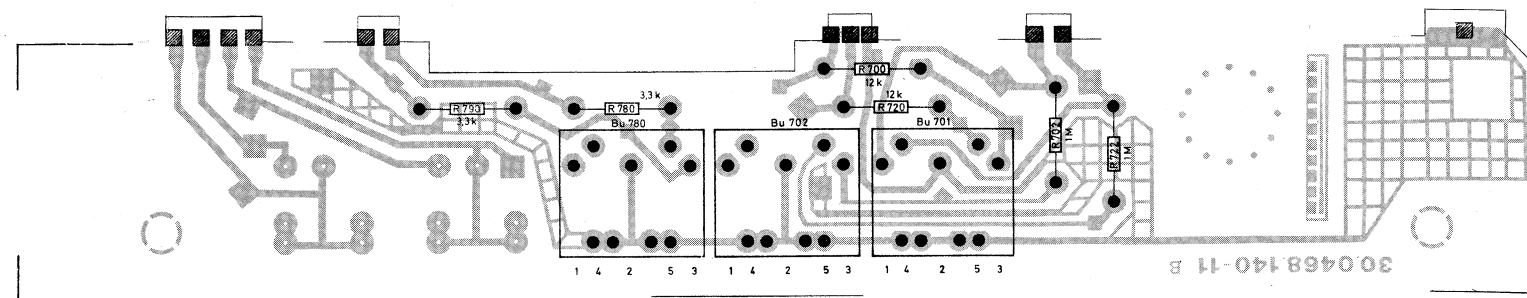 R 700
12 k
R 793
3,3 k
R 780
3,3 k
12 k
R 720
R 702
1 M
R 722
1 M
Bu 780
Bu 702
Bu 701
1 4 2 5 3
1 4 2 5 3
1 4 2 5 3
30.0468.140-11 B